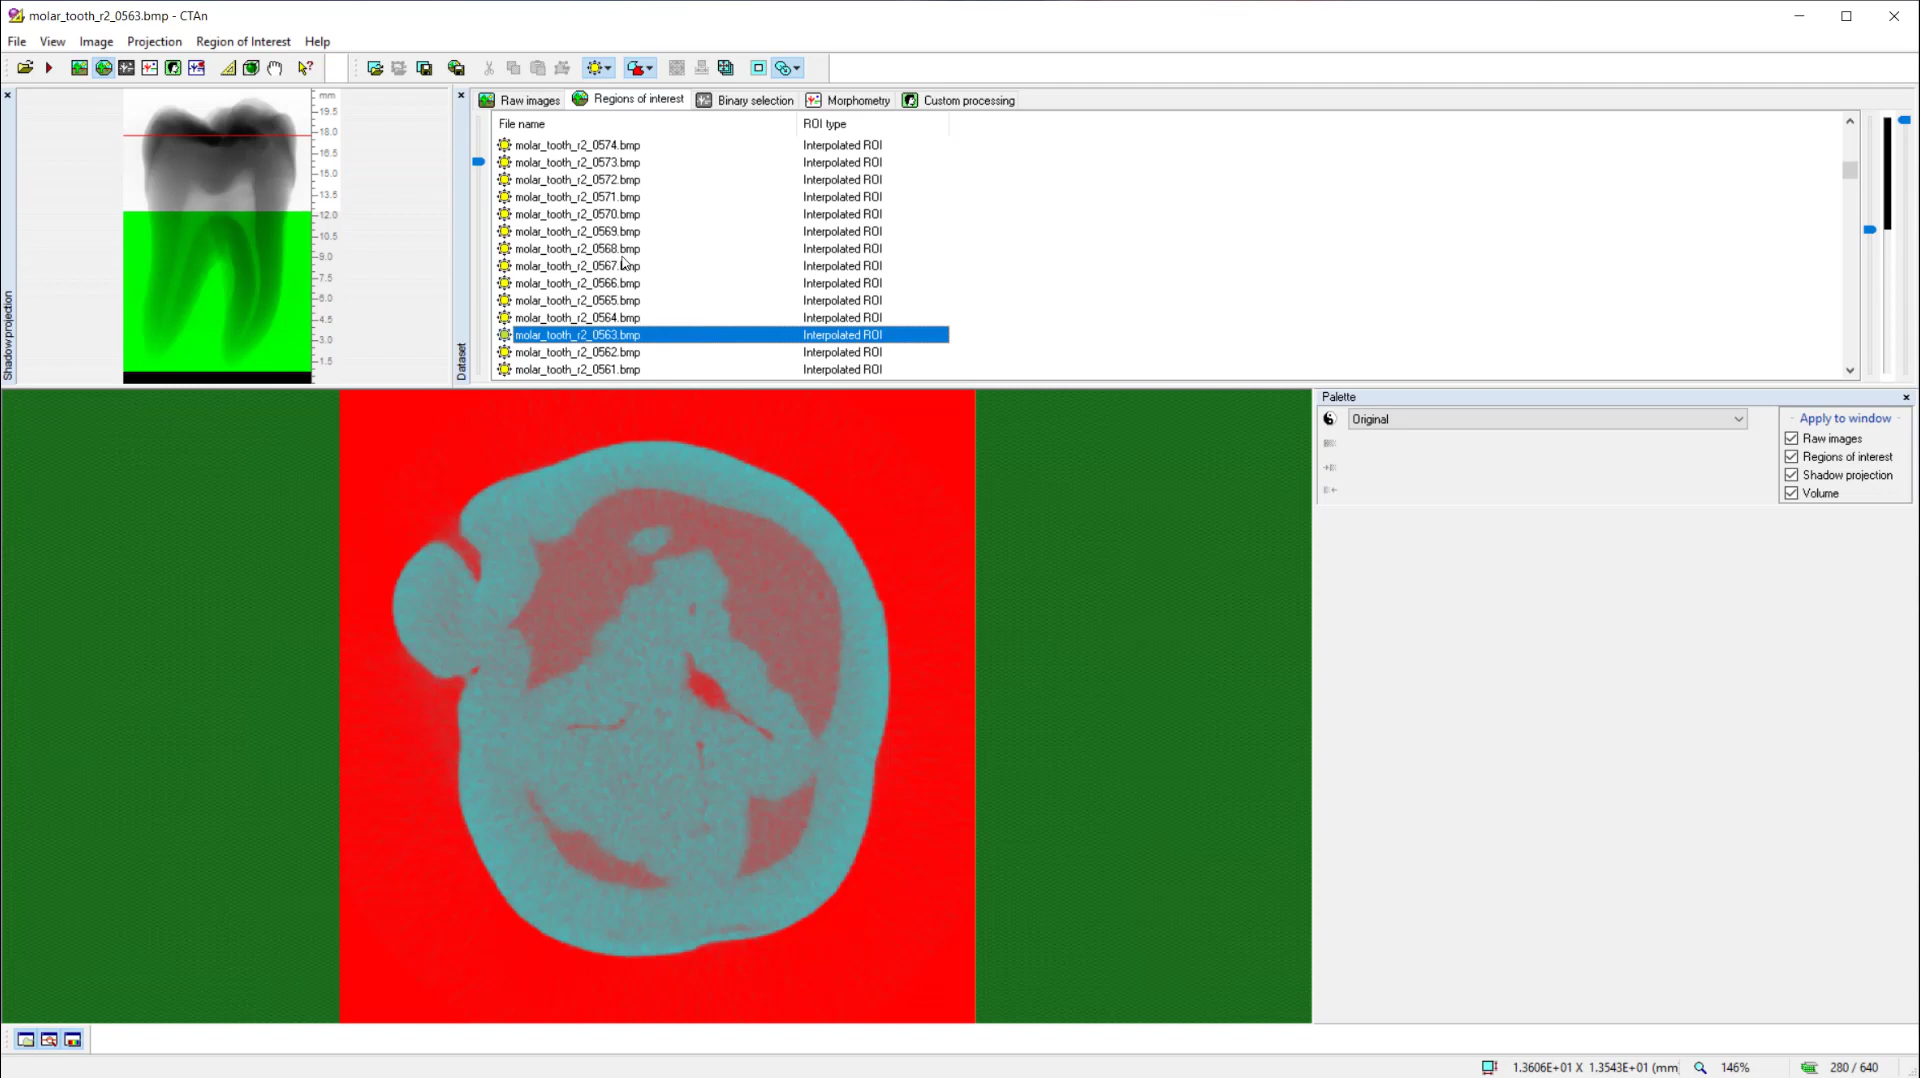 molar_tooth_r2_0563.bmp - CTAn
File View Image Projection Region of Interest Help
Shadow projection
mm
19.5
18.0
16.5
15.0
13.5
12.0
10.5
9.0
7.5
6.0
4.5
3.0
1.5
Dataset
Raw images Regions of interest Binary selection Morphometry Custom processing
File name ROI type
molar_tooth_r2_0574.bmp Interpolated ROI
molar_tooth_r2_0573.bmp Interpolated ROI
molar_tooth_r2_0572.bmp Interpolated ROI
molar_tooth_r2_0571.bmp Interpolated ROI
molar_tooth_r2_0570.bmp Interpolated ROI
molar_tooth_r2_0569.bmp Interpolated ROI
molar_tooth_r2_0568.bmp Interpolated ROI
molar_tooth_r2_0567.bmp Interpolated ROI
molar_tooth_r2_0566.bmp Interpolated ROI
molar_tooth_r2_0565.bmp Interpolated ROI
molar_tooth_r2_0564.bmp Interpolated ROI
molar_tooth_r2_0563.bmp Interpolated ROI
molar_tooth_r2_0562.bmp Interpolated ROI
molar_tooth_r2_0561.bmp Interpolated ROI
Palette
Original
Apply to window
Raw images
Regions of interest
Shadow projection
Volume
1.3606E+01 X 1.3543E+01 (mm) 146% 280 / 640